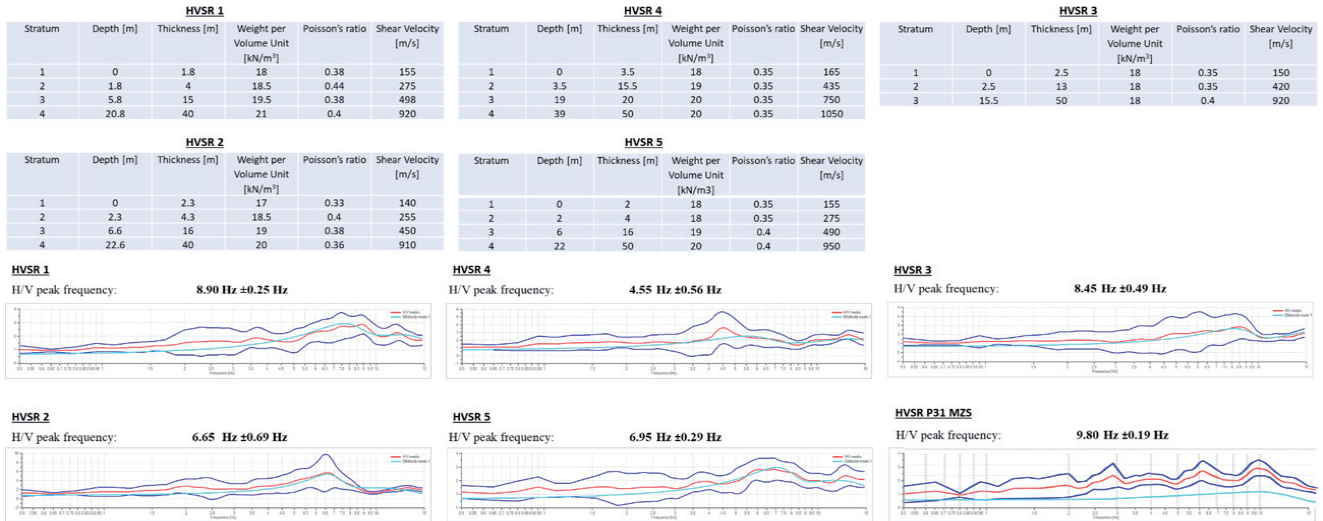 HVSR 1
Stratum Depth [m] Thickness [m] Weight per Volume Unit [kN/m³] Poisson's ratio Shear Velocity [m/s]
1 0 1.8 18 0.38 155
2 1.8 4 18.5 0.44 275
3 5.8 15 19.5 0.38 498
4 20.8 40 21 0.4 920
HVSR 4
Stratum Depth [m] Thickness [m] Weight per Volume Unit [kN/m³] Poisson's ratio Shear Velocity [m/s]
1 0 3.5 18 0.35 165
2 3.5 15.5 19 0.35 435
3 19 20 20 0.35 750
4 39 50 20 0.35 1050
HVSR 3
Stratum Depth [m] Thickness [m] Weight per Volume Unit [kN/m³] Poisson's ratio Shear Velocity [m/s]
1 0 2.5 18 0.35 150
2 2.5 13 18 0.35 420
3 15.5 50 18 0.4 920
HVSR 2
Stratum Depth [m] Thickness [m] Weight per Volume Unit [kN/m³] Poisson's ratio Shear Velocity [m/s]
1 0 2.3 17 0.33 140
2 2.3 4.3 18.5 0.4 255
3 6.6 16 19 0.38 450
4 22.6 40 20 0.36 910
HVSR 5
Stratum Depth [m] Thickness [m] Weight per Volume Unit [kN/m3] Poisson's ratio Shear Velocity [m/s]
1 0 2 18 0.35 155
2 2 4 18 0.35 275
3 6 16 19 0.4 490
4 22 50 20 0.4 950
HVSR 1
H/V peak frequency: 8.90 Hz ±0.25 Hz
HVSR 4
H/V peak frequency: 4.55 Hz ±0.56 Hz
HVSR 3
H/V peak frequency: 8.45 Hz ±0.49 Hz
HVSR 2
H/V peak frequency: 6.65 Hz ±0.69 Hz
HVSR 5
H/V peak frequency: 6.95 Hz ±0.29 Hz
HVSR P31 MZS
H/V peak frequency: 9.80 Hz ±0.19 Hz